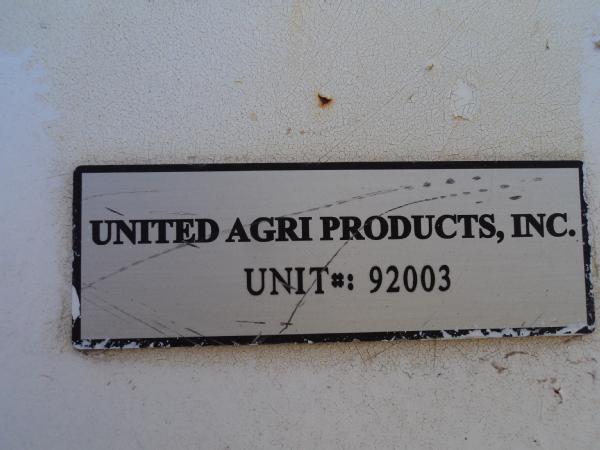 UNITED AGRI PRODUCTS, INC.
UNIT#: 92003